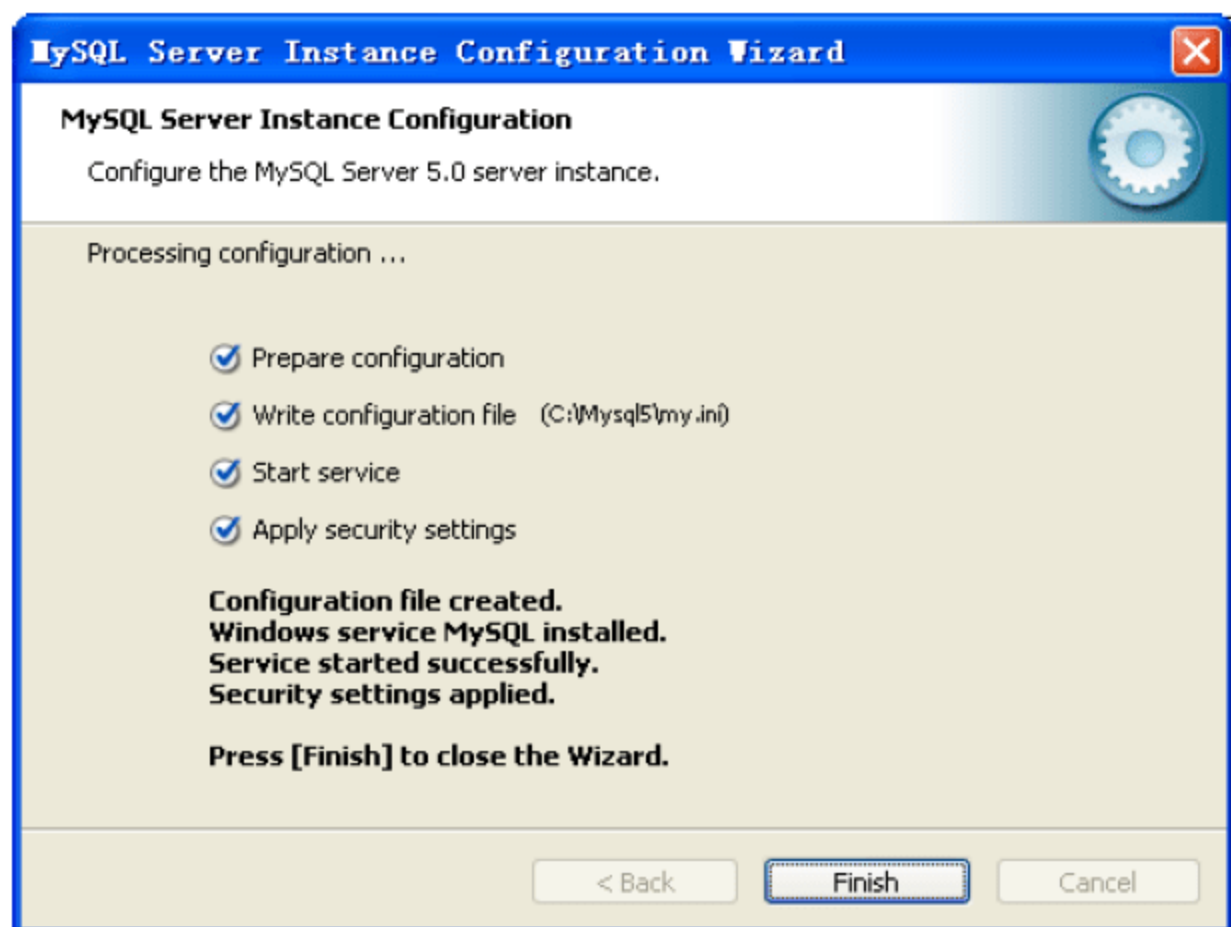 MySQL Server Instance Configuration Wizard
MySQL Server Instance Configuration
Configure the MySQL Server 5.0 server instance.
Processing configuration ...
Prepare configuration
Write configuration file (C:\Mysql5\my.ini)
Start service
Apply security settings
Configuration file created.
Windows service MySQL installed.
Service started successfully.
Security settings applied.
Press [Finish] to close the Wizard.
< Back Finish Cancel